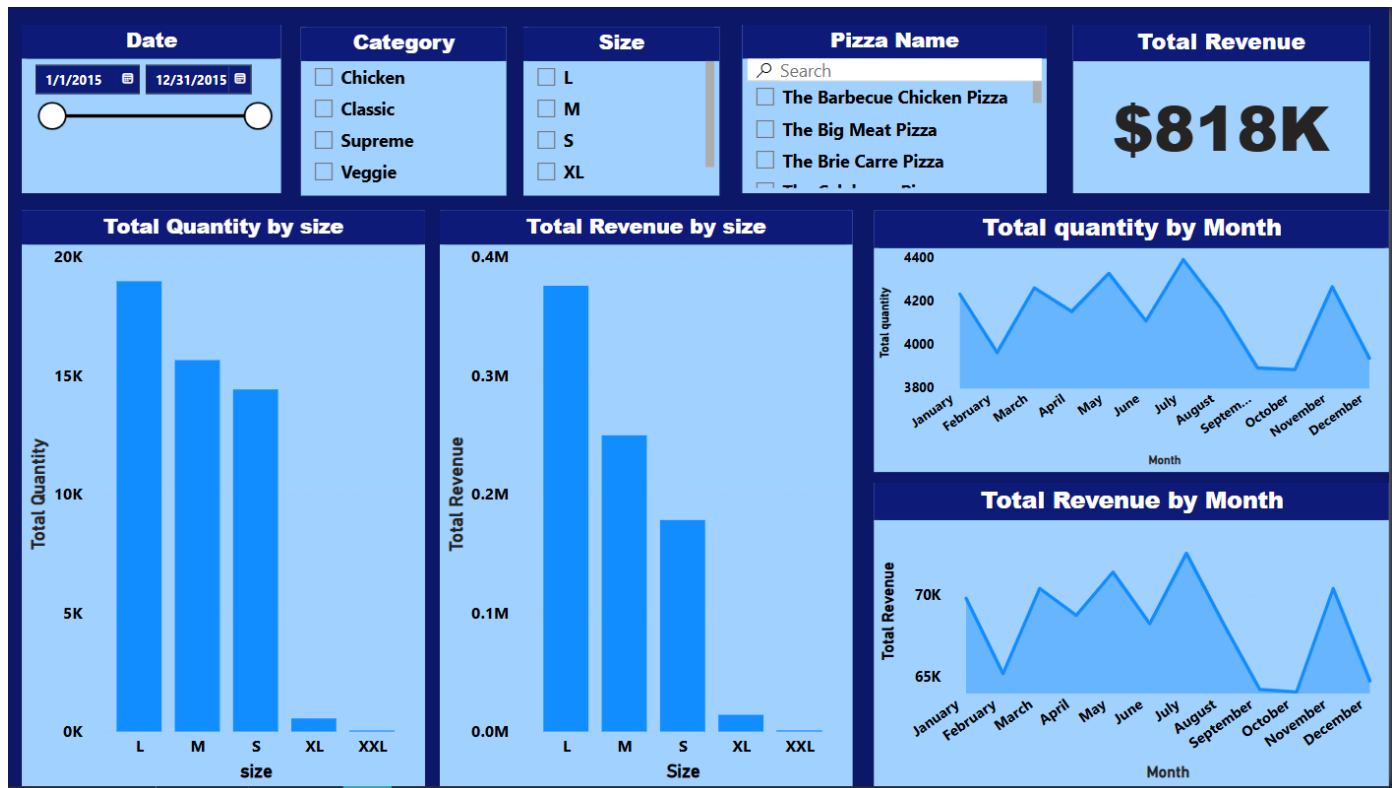 Date
1/1/2015
12/31/2015
Category
Chicken
Classic
Supreme
Veggie
Size
L
M
S
XL
Pizza Name
Search
The Barbecue Chicken Pizza
The Big Meat Pizza
The Brie Carre Pizza
Total Revenue
$818K
Total Quantity by size
Total Quantity
20K
15K
10K
5K
0K
L M S XL XXL
size
Total Revenue by size
Total Revenue
0.4M
0.3M
0.2M
0.1M
0.0M
L M S XL XXL
Size
Total quantity by Month
Total quantity
4400
4200
4000
3800
January February March April May June July August Septem... October November December
Month
Total Revenue by Month
Total Revenue
70K
65K
January February March April May June July August September October November December
Month